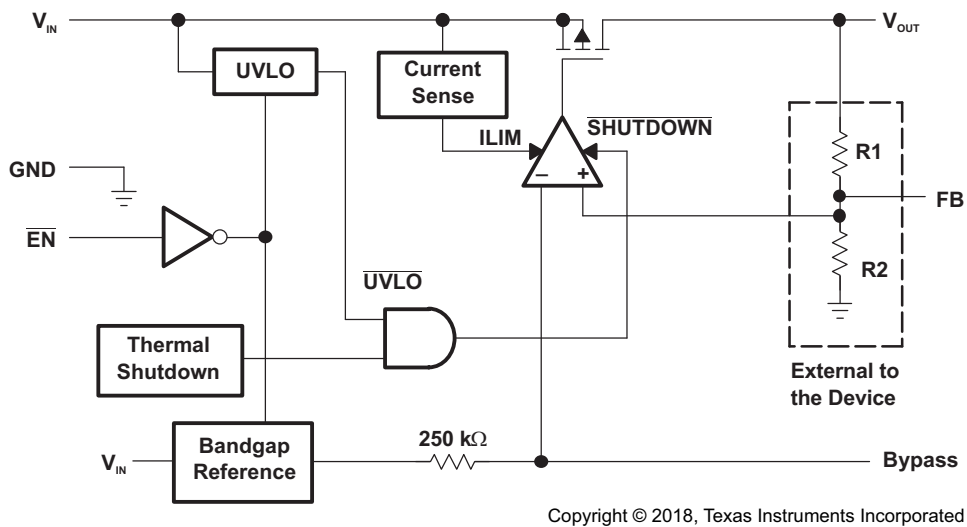 VIN
VOUT
UVLO
Current
Sense
ILIM
SHUTDOWN
− +
R1
GND
FB
EN
R2
UVLO
Thermal
Shutdown
External to
the Device
250 kΩ
Bandgap
Reference
VIN
Bypass
Copyright © 2018, Texas Instruments Incorporated